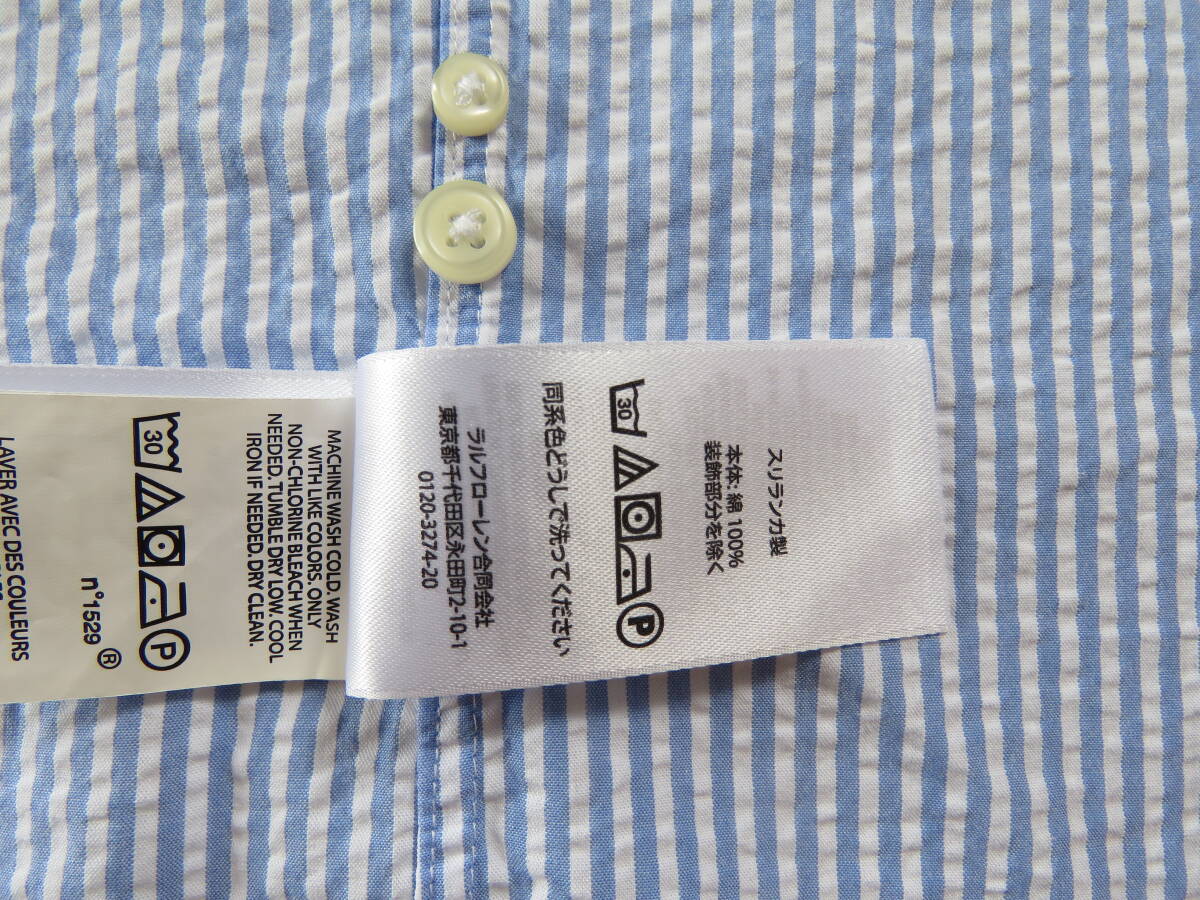 スリランカ製
本体: 綿 100%
装飾部分を除く
30
P
同系色どうしで洗ってください
ラルフローレン合同会社
東京都千代田区永田町2-10-1
0120-3274-20
MACHINE WASH COLD. WASH
WITH LIKE COLORS. ONLY
NON-CHLORINE BLEACH WHEN
NEEDED. TUMBLE DRY LOW. COOL
IRON IF NEEDED. DRY CLEAN.
30
P
®
n°1529
LAVER AVEC DES COULEURS